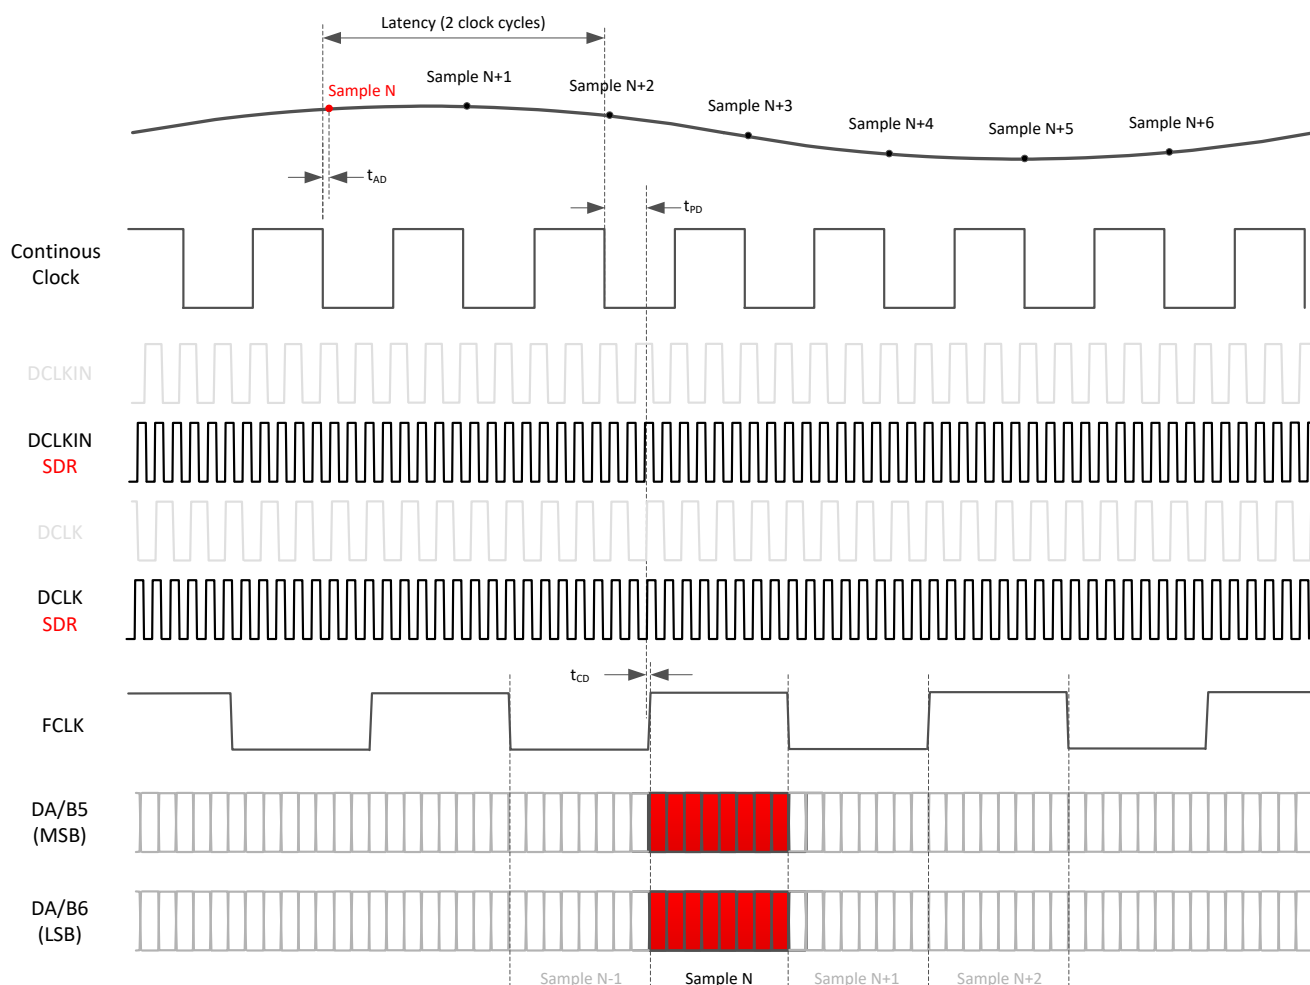 Latency (2 clock cycles)
Sample N
Sample N+1
Sample N+2
Sample N+3
Sample N+4
Sample N+5
Sample N+6
tAD
tPD
Continous
Clock
DCLKIN
DCLKIN
SDR
DCLK
DCLK
SDR
tCD
FCLK
DA/B5
(MSB)
DA/B6
(LSB)
Sample N-1
Sample N
Sample N+1
Sample N+2